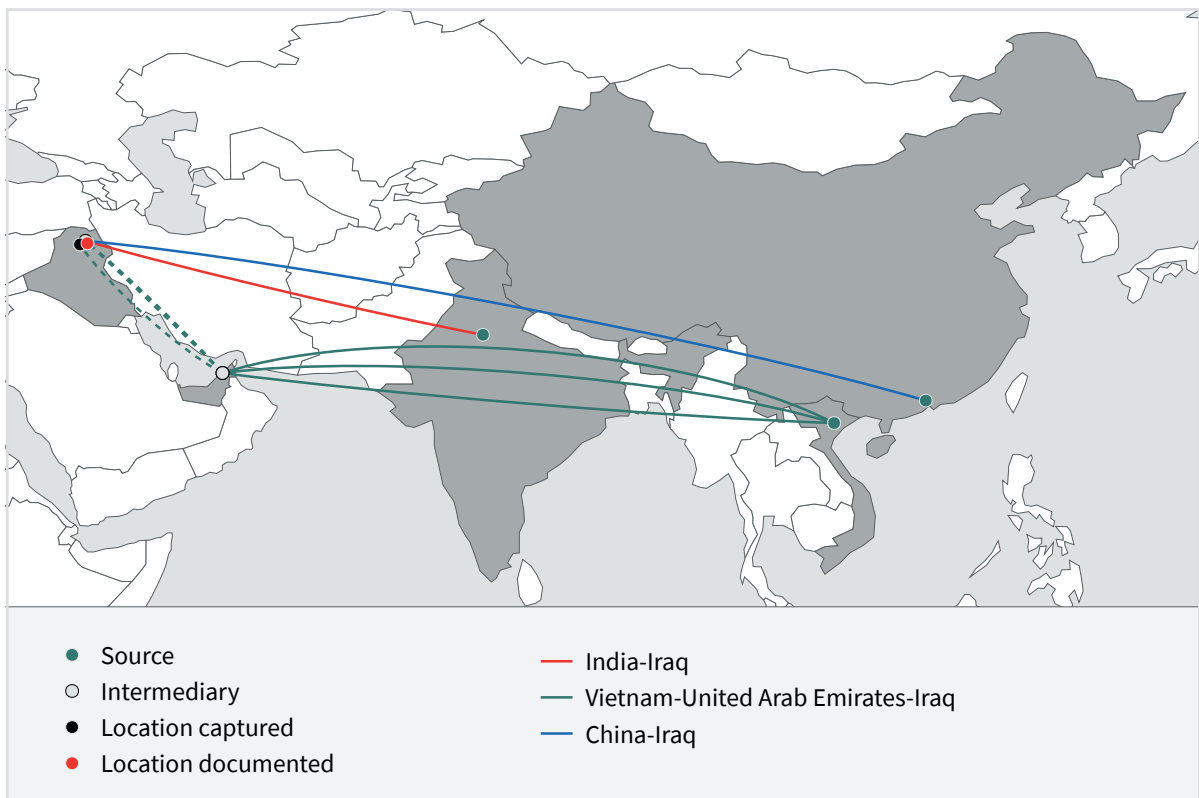 Source
Intermediary
Location captured
Location documented
India-Iraq
Vietnam-United Arab Emirates-Iraq
China-Iraq